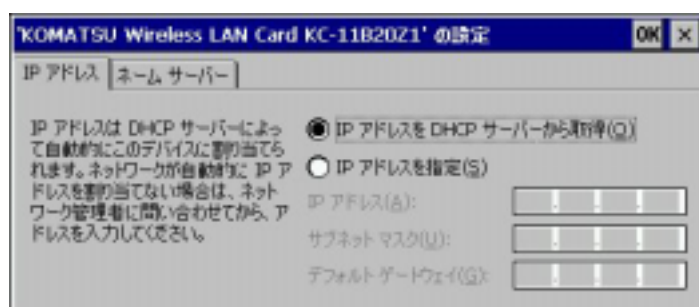 'KOMATSU Wireless LAN Card KC-11B20Z1' の設定
OK ×
IP アドレス
ネーム サーバー
IP アドレスは DHCP サーバーによっ
て自動的にこのデバイスに割り当てら
れます。ネットワークが自動的に IP ア
ドレスを割り当てない場合は、ネット
ワーク管理者に問い合わせてから、ア
ドレスを入力してください。
IP アドレスを DHCP サーバーから取得(O)
IP アドレスを指定(S)
IP アドレス(A):
サブネット マスク(U):
デフォルト ゲートウェイ(G):